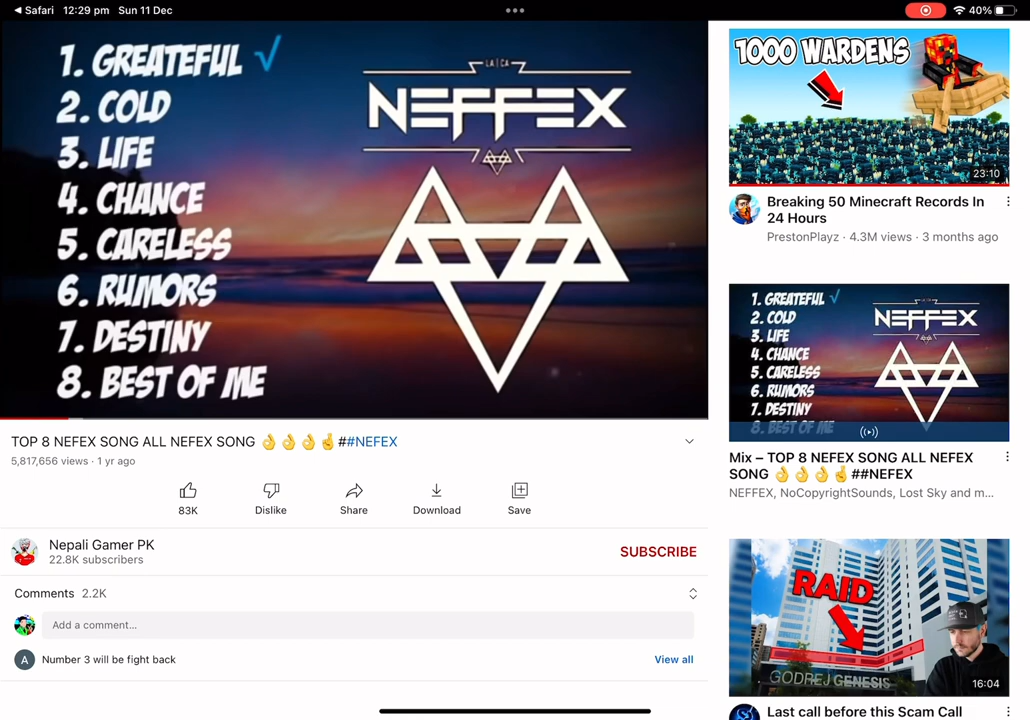 Safari 12:29 pm Sun 11 Dec
40%
1. GREATEFUL ✓
2. COLD
3. LIFE
4. CHANCE
5. CARELESS
6. RUMORS
7. DESTINY
8. BEST OF ME
LA|CA
NEFFEX
TOP 8 NEFEX SONG ALL NEFEX SONG 👌👌👌🤞##NEFEX
5,817,656 views · 1 yr ago
83K
Dislike
Share
Download
Save
Nepali Gamer PK
22.8K subscribers
SUBSCRIBE
Comments 2.2K
Add a comment...
A
Number 3 will be fight back
View all
1000 WARDENS
23:10
Breaking 50 Minecraft Records In
24 Hours
PrestonPlayz · 4.3M views · 3 months ago
1. GREATEFUL ✓
2. COLD
3. LIFE
4. CHANCE
5. CARELESS
6. RUMORS
7. DESTINY
8. BEST OF ME
NEFFEX
Mix – TOP 8 NEFEX SONG ALL NEFEX
SONG 👌👌👌🤞##NEFEX
NEFFEX, NoCopyrightSounds, Lost Sky and m...
RAID
GODREJ GENESIS
16:04
Last call before this Scam Call